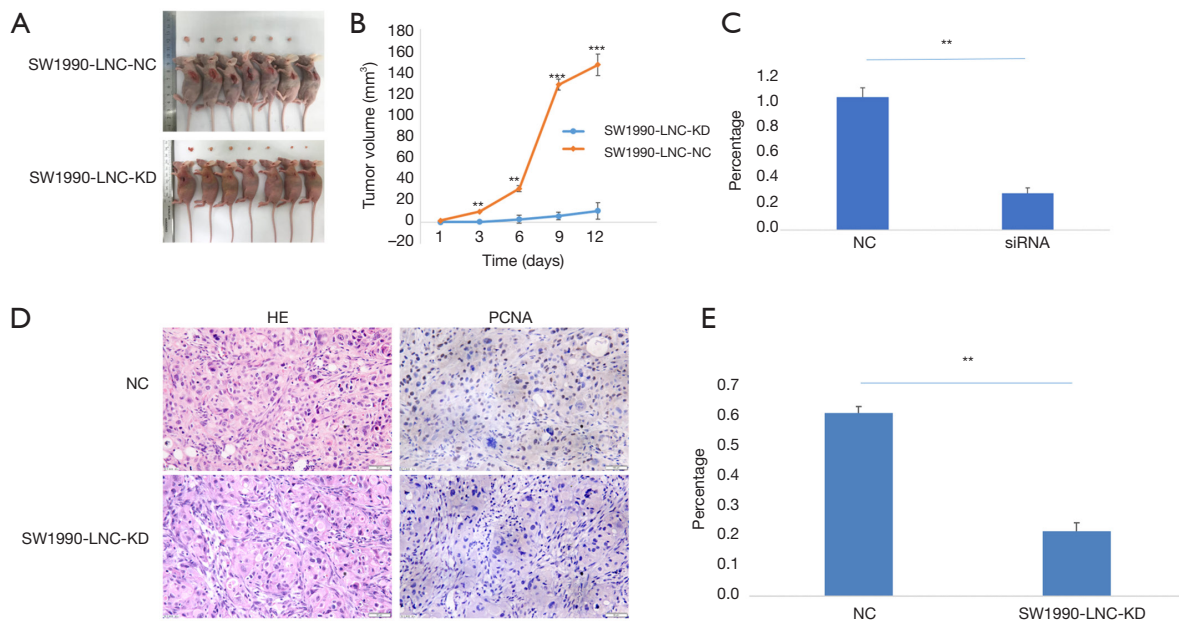 A
SW1990-LNC-NC
SW1990-LNC-KD
B
Tumor volume (mm³)
180
160
140
120
100
80
60
40
20
0
–20
**
**
***
***
SW1990-LNC-KD
SW1990-LNC-NC
1 3 6 9 12
Time (days)
C
**
Percentage
1.2
1.0
0.8
0.6
0.4
0.2
0.0
NC siRNA
D
HE PCNA
NC
SW1990-LNC-KD
E
**
Percentage
0.7
0.6
0.5
0.4
0.3
0.2
0.1
0.0
NC SW1990-LNC-KD